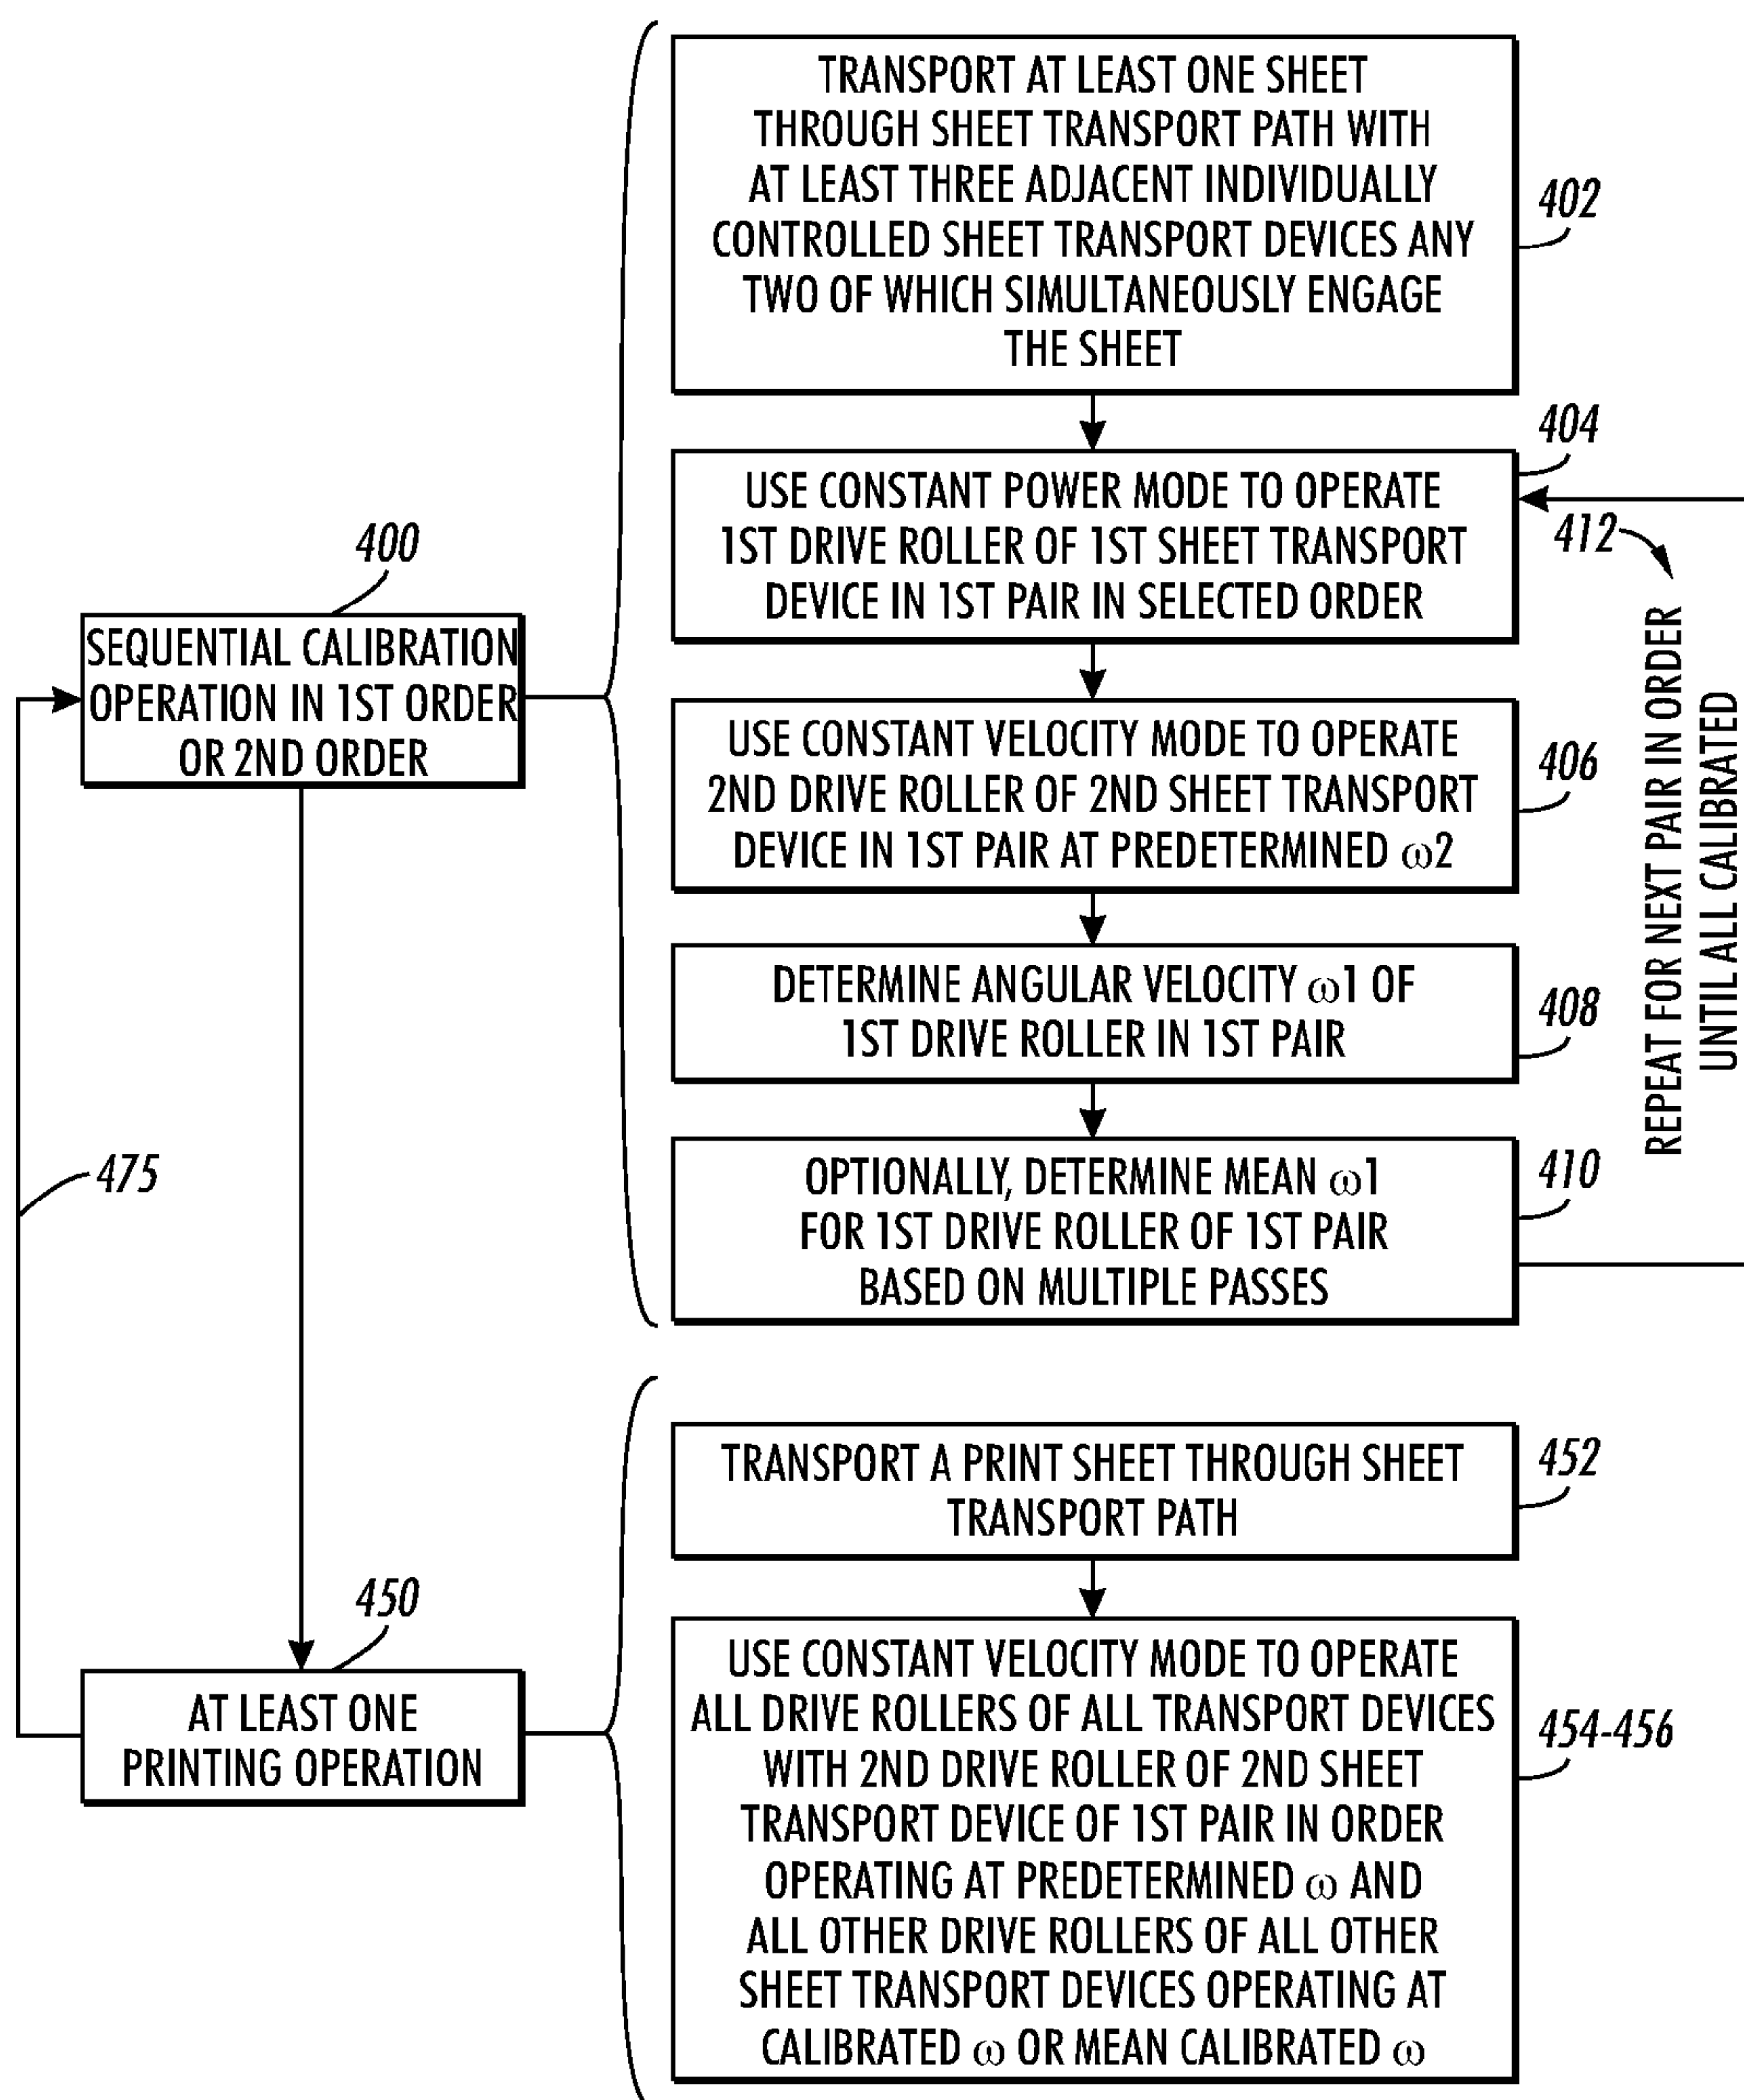 TRANSPORT AT LEAST ONE SHEET
THROUGH SHEET TRANSPORT PATH WITH
AT LEAST THREE ADJACENT INDIVIDUALLY
CONTROLLED SHEET TRANSPORT DEVICES ANY
TWO OF WHICH SIMULTANEOUSLY ENGAGE
THE SHEET
402
404
USE CONSTANT POWER MODE TO OPERATE
1ST DRIVE ROLLER OF 1ST SHEET TRANSPORT
DEVICE IN 1ST PAIR IN SELECTED ORDER
412
REPEAT FOR NEXT PAIR IN ORDER
UNTIL ALL CALIBRATED
400
SEQUENTIAL CALIBRATION
OPERATION IN 1ST ORDER
OR 2ND ORDER
USE CONSTANT VELOCITY MODE TO OPERATE
2ND DRIVE ROLLER OF 2ND SHEET TRANSPORT
DEVICE IN 1ST PAIR AT PREDETERMINED ω2
406
DETERMINE ANGULAR VELOCITY ω1 OF
1ST DRIVE ROLLER IN 1ST PAIR
408
475
OPTIONALLY, DETERMINE MEAN ω1
FOR 1ST DRIVE ROLLER OF 1ST PAIR
BASED ON MULTIPLE PASSES
410
TRANSPORT A PRINT SHEET THROUGH SHEET
TRANSPORT PATH
452
450
AT LEAST ONE
PRINTING OPERATION
USE CONSTANT VELOCITY MODE TO OPERATE
ALL DRIVE ROLLERS OF ALL TRANSPORT DEVICES
WITH 2ND DRIVE ROLLER OF 2ND SHEET
TRANSPORT DEVICE OF 1ST PAIR IN ORDER
OPERATING AT PREDETERMINED ω AND
ALL OTHER DRIVE ROLLERS OF ALL OTHER
SHEET TRANSPORT DEVICES OPERATING AT
CALIBRATED ω OR MEAN CALIBRATED ω
454-456